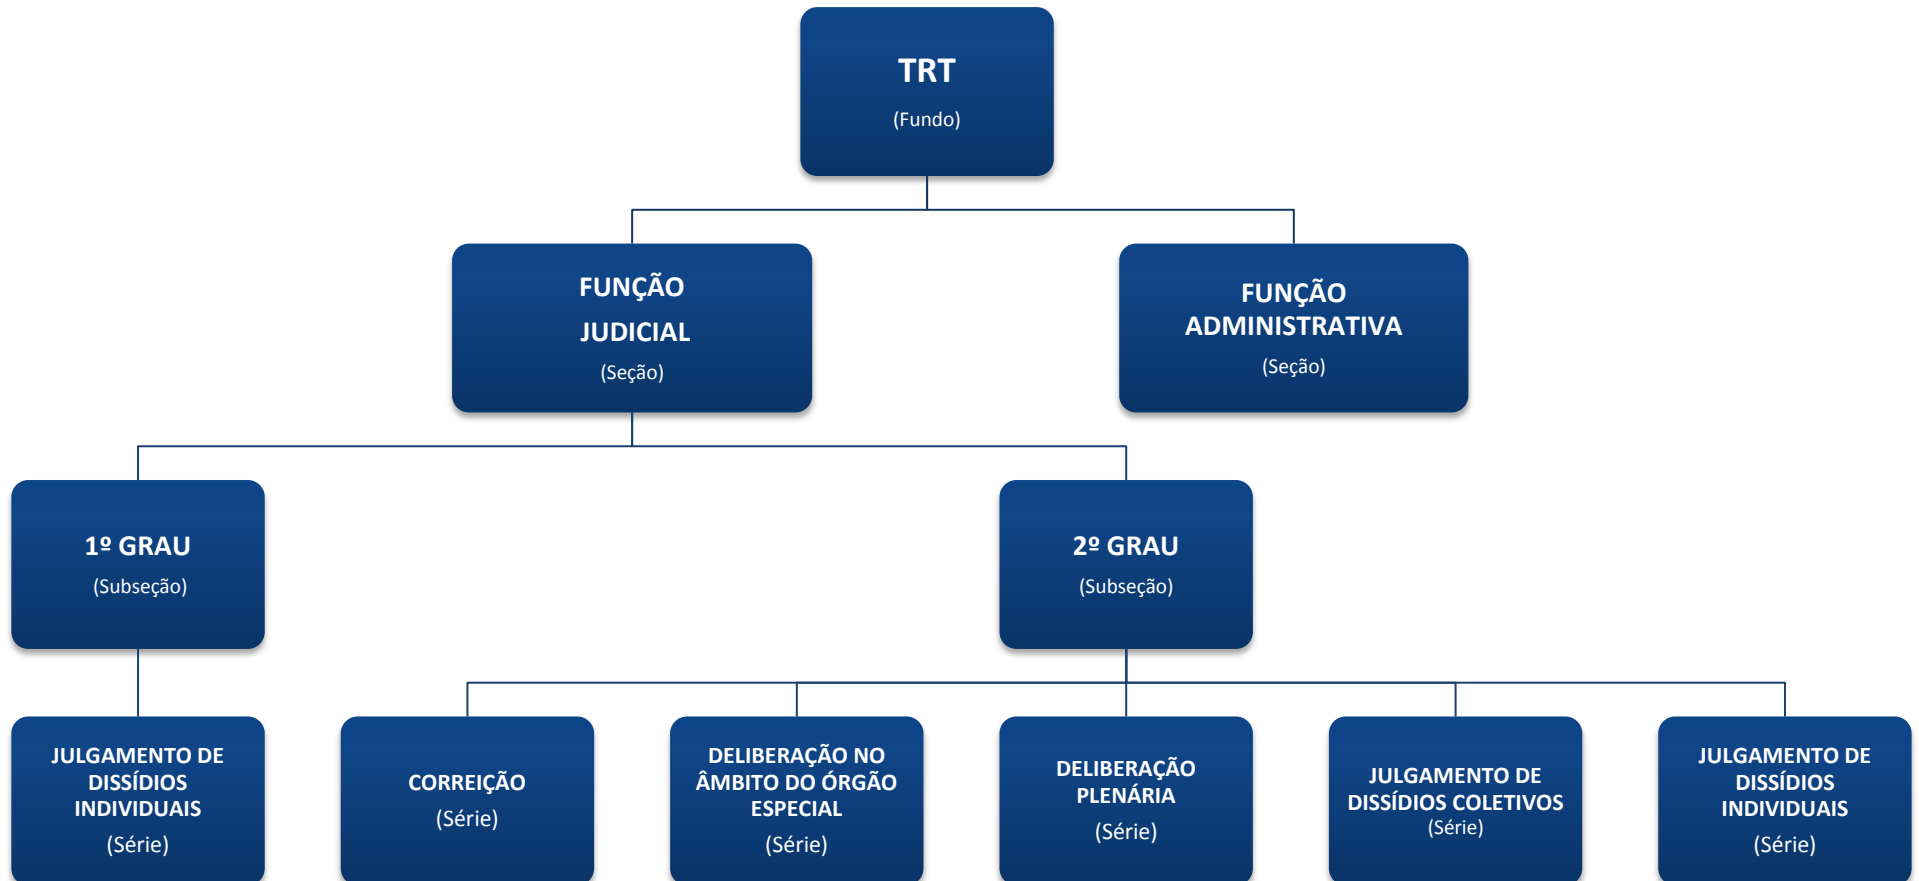 TRT
(Fundo)
FUNÇÃO
JUDICIAL
(Seção)
FUNÇÃO
ADMINISTRATIVA
(Seção)
1º GRAU
(Subseção)
2º GRAU
(Subseção)
JULGAMENTO DE
DISSÍDIOS
INDIVIDUAIS
(Série)
CORREIÇÃO
(Série)
DELIBERAÇÃO NO
ÂMBITO DO ÓRGÃO
ESPECIAL
(Série)
DELIBERAÇÃO
PLENÁRIA
(Série)
JULGAMENTO DE
DISSÍDIOS COLETIVOS
(Série)
JULGAMENTO DE
DISSÍDIOS
INDIVIDUAIS
(Série)